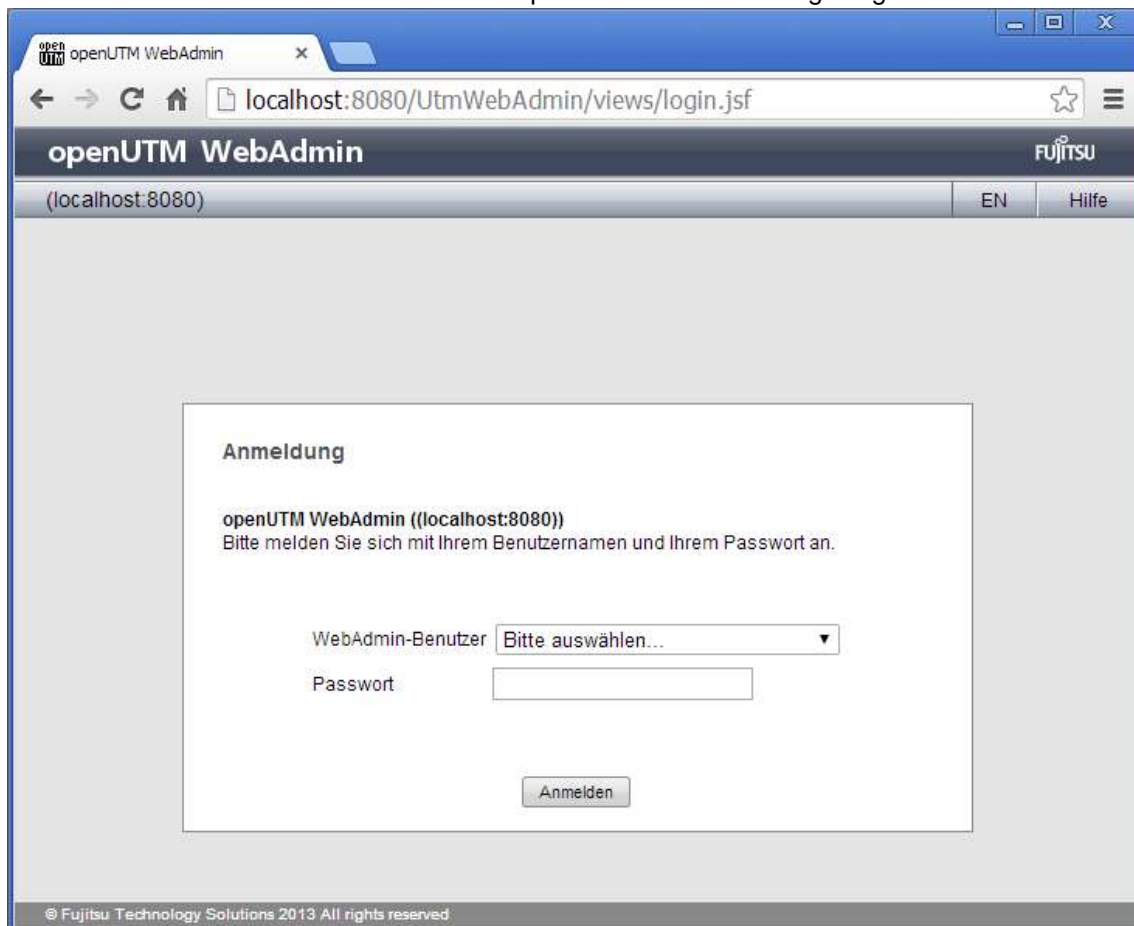 open UTM openUTM WebAdmin
localhost:8080/UtmWebAdmin/views/login.jsf
openUTM WebAdmin FUJITSU
(localhost:8080) EN Hilfe
Anmeldung
openUTM WebAdmin ((localhost:8080))
Bitte melden Sie sich mit Ihrem Benutzernamen und Ihrem Passwort an.
WebAdmin-Benutzer Bitte auswählen...
Passwort
Anmelden
© Fujitsu Technology Solutions 2013 All rights reserved